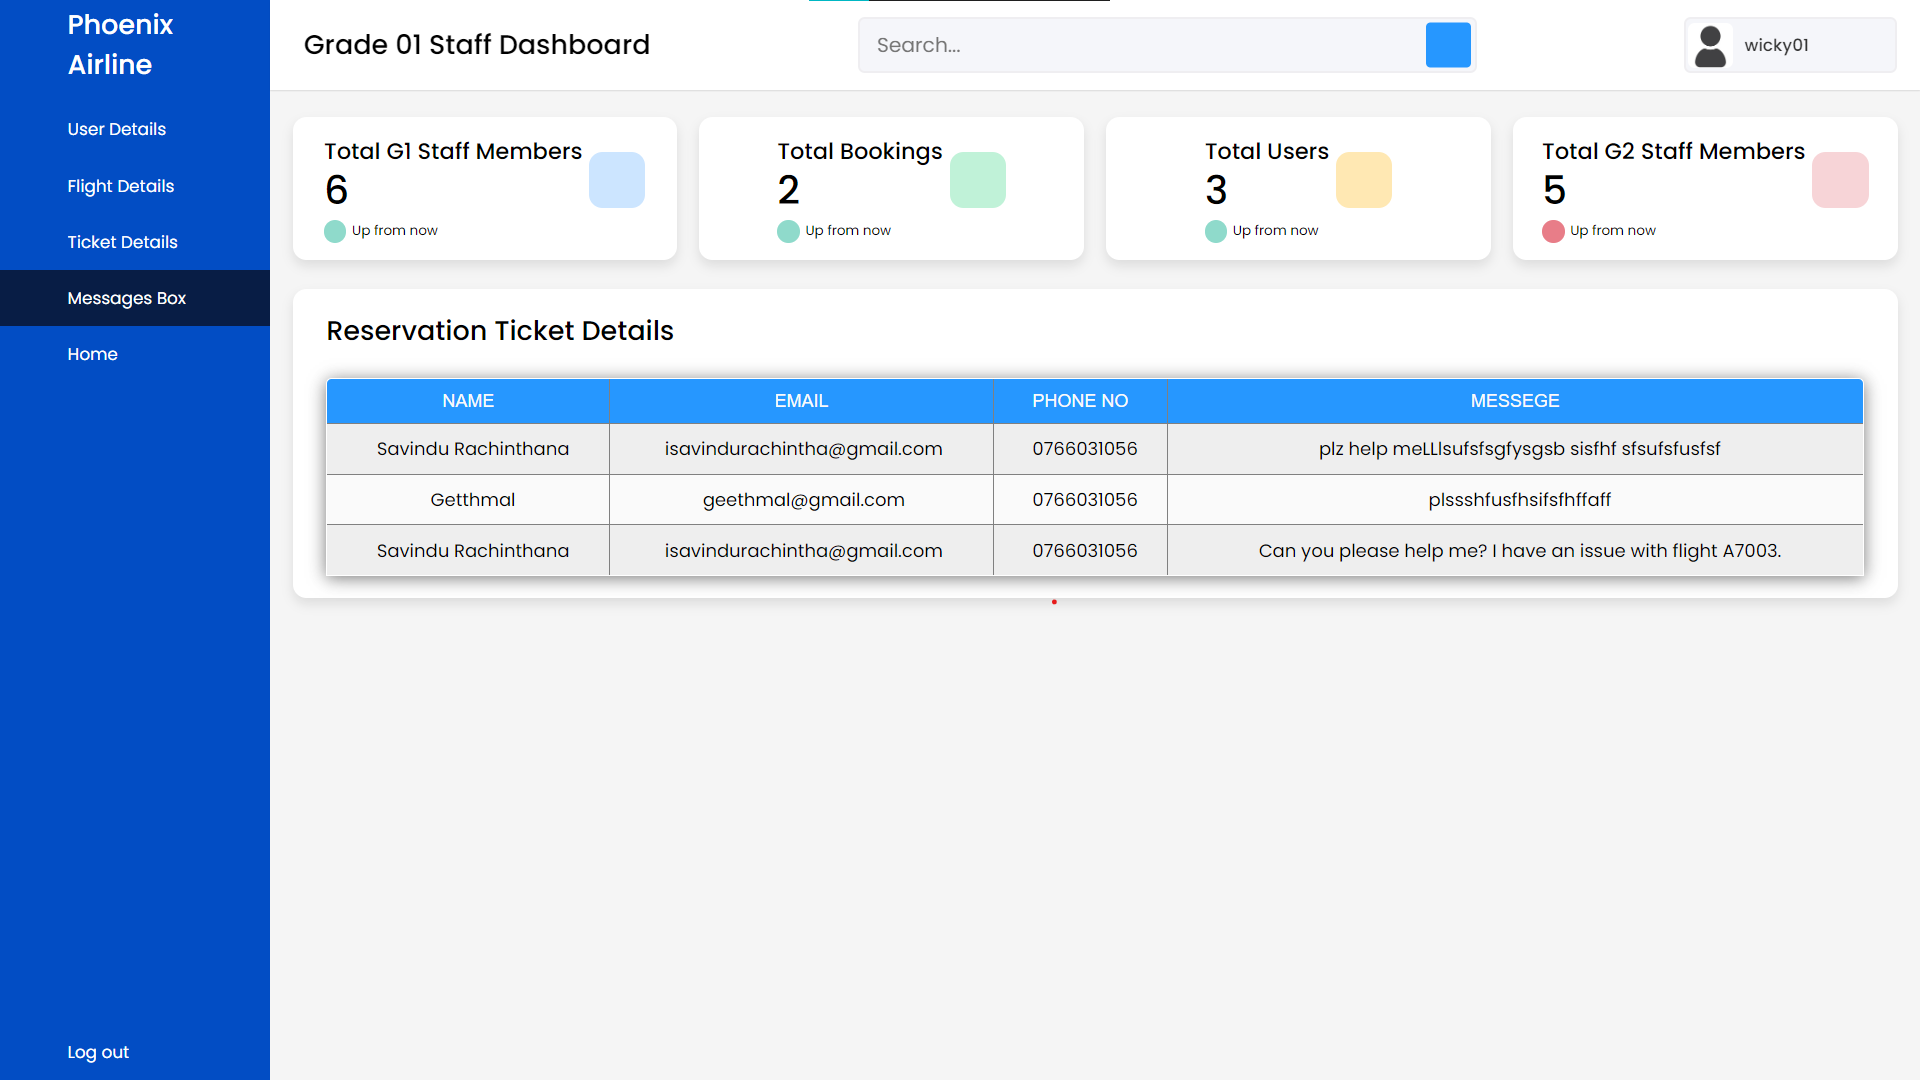 Phoenix
Airline
User Details
Flight Details
Ticket Details
Messages Box
Home
Log out
Grade 01 Staff Dashboard
Search...
wicky01
Total G1 Staff Members
6
Up from now
Total Bookings
2
Up from now
Total Users
3
Up from now
Total G2 Staff Members
5
Up from now
Reservation Ticket Details
NAME EMAIL PHONE NO MESSEGE
Savindu Rachinthana isavindurachintha@gmail.com 0766031056 plz help meLLlsufsfsgfysgsb sisfhf sfsufsfusfsf
Getthmal geethmal@gmail.com 0766031056 plssshfusfhsifsfhffaff
Savindu Rachinthana isavindurachintha@gmail.com 0766031056 Can you please help me? I have an issue with flight A7003.